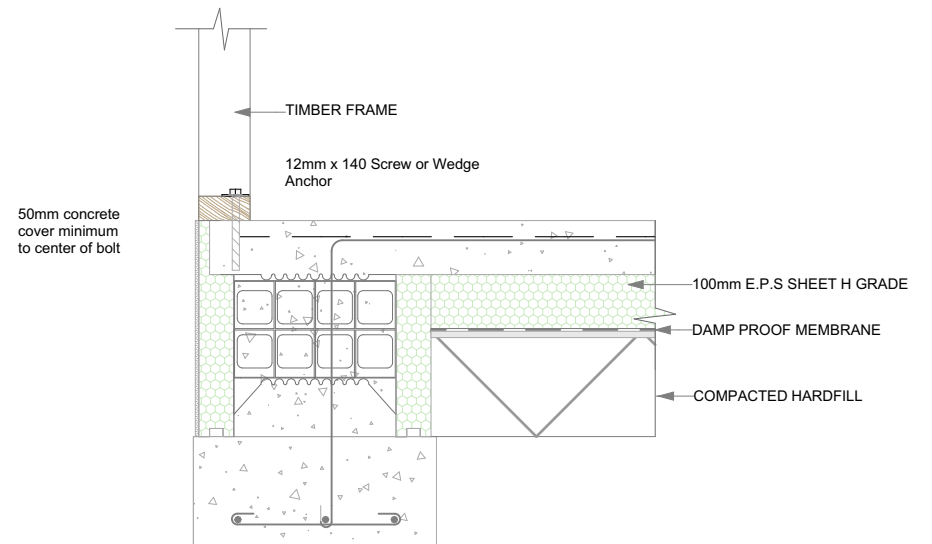 TIMBER FRAME
12mm x 140 Screw or Wedge
Anchor
50mm concrete
cover minimum
to center of bolt
100mm E.P.S SHEET H GRADE
DAMP PROOF MEMBRANE
COMPACTED HARDFILL